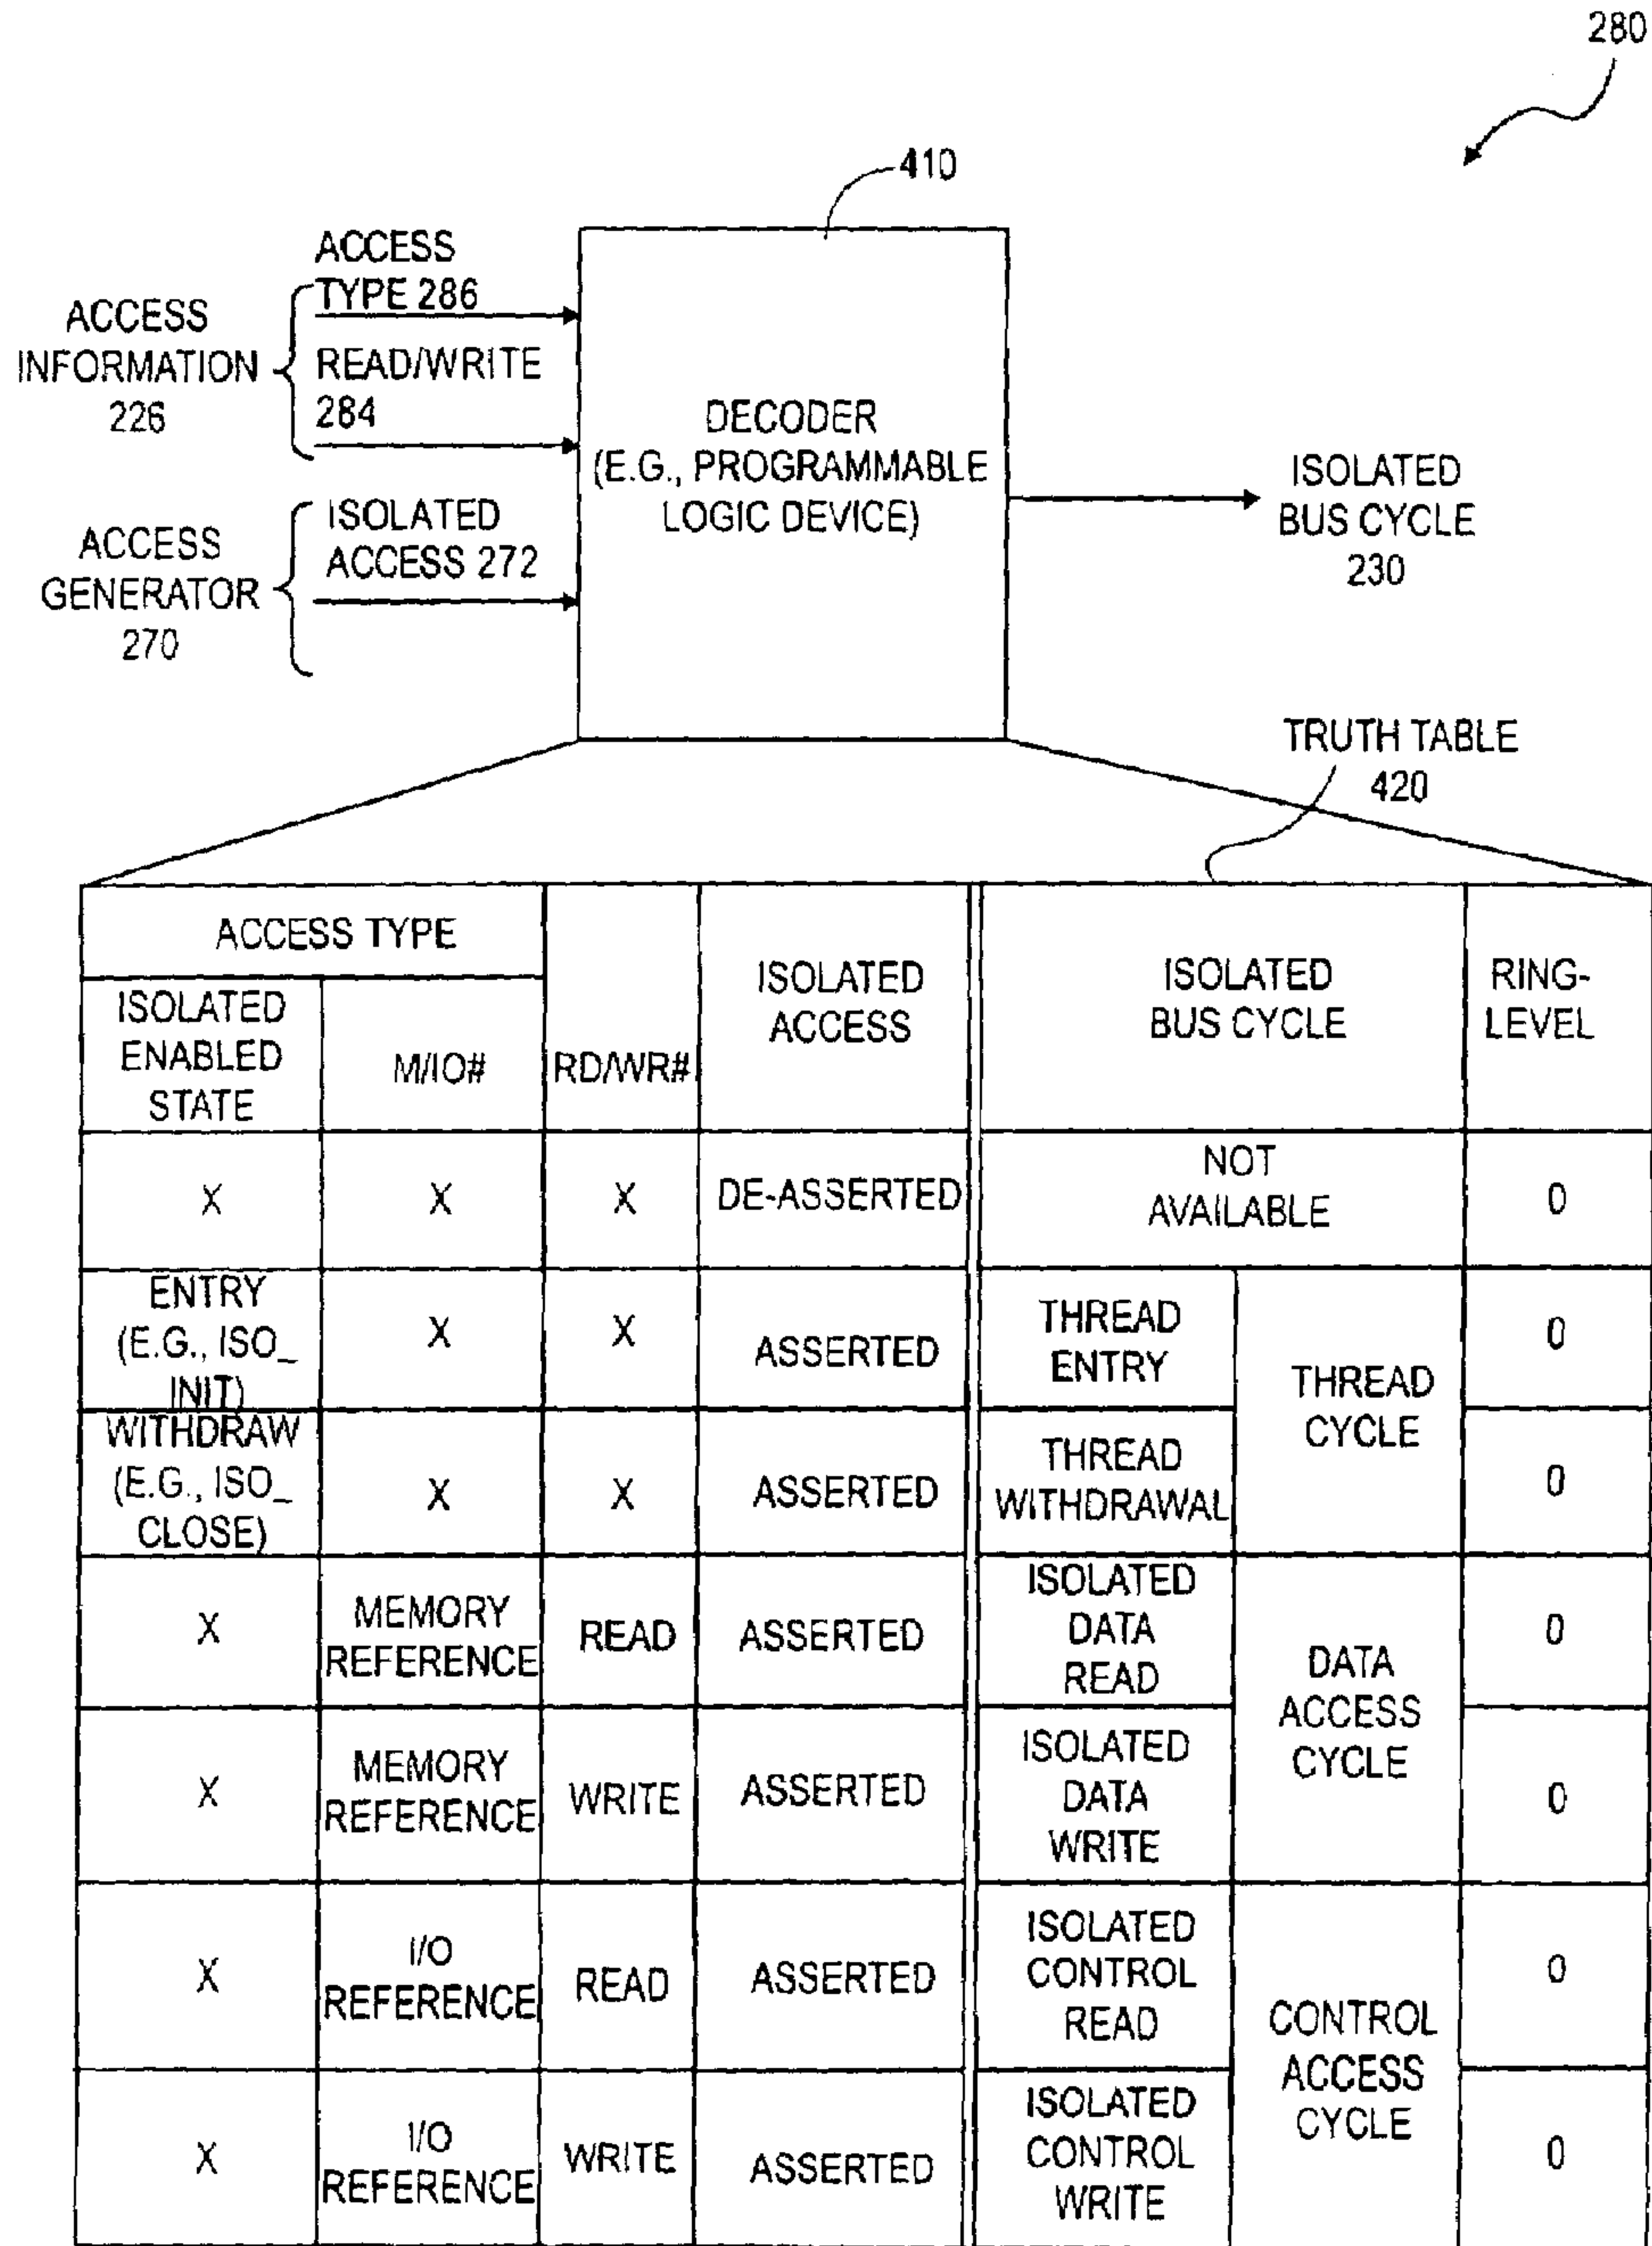 280
410
ACCESS
TYPE 286
ACCESS
INFORMATION
226
READ/WRITE
284
DECODER
(E.G., PROGRAMMABLE
LOGIC DEVICE)
ISOLATED
BUS CYCLE
230
ISOLATED
ACCESS 272
ACCESS
GENERATOR
270
TRUTH TABLE
420
ACCESS TYPE
ISOLATED
ENABLED
STATE
M/IO#
RD/WR#
ISOLATED
ACCESS
ISOLATED
BUS CYCLE
RING-
LEVEL
X
X
X
DE-ASSERTED
NOT
AVAILABLE
0
ENTRY
(E.G., ISO_
INIT)
X
X
ASSERTED
THREAD
ENTRY
THREAD
CYCLE
0
WITHDRAW
(E.G., ISO_
CLOSE)
X
X
ASSERTED
THREAD
WITHDRAWAL
0
X
MEMORY
REFERENCE
READ
ASSERTED
ISOLATED
DATA
READ
DATA
ACCESS
CYCLE
0
X
MEMORY
REFERENCE
WRITE
ASSERTED
ISOLATED
DATA
WRITE
0
X
I/O
REFERENCE
READ
ASSERTED
ISOLATED
CONTROL
READ
CONTROL
ACCESS
CYCLE
0
X
I/O
REFERENCE
WRITE
ASSERTED
ISOLATED
CONTROL
WRITE
0